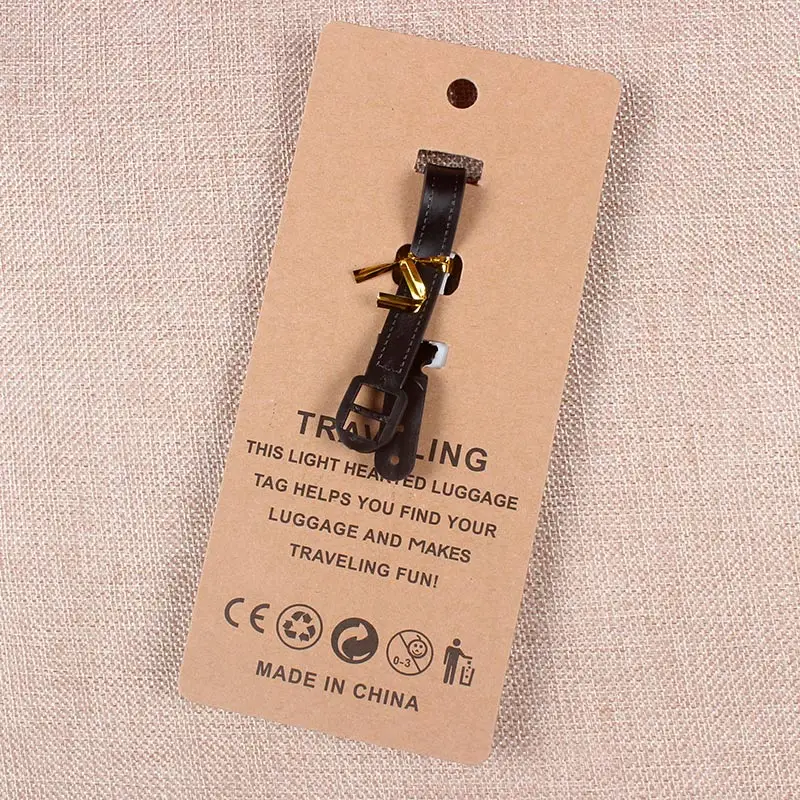 TRAVELING
THIS LIGHT HEARTED LUGGAGE
TAG HELPS YOU FIND YOUR
LUGGAGE AND MAKES
TRAVELING FUN!
CE
0-3
MADE IN CHINA